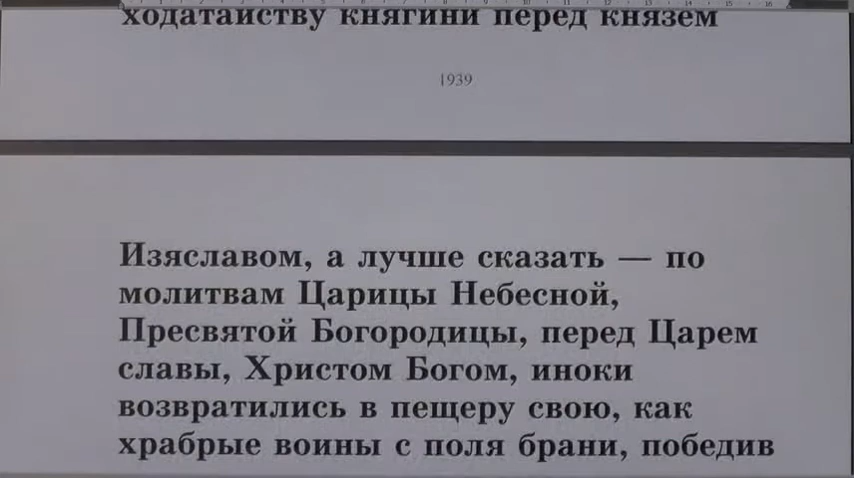 ходатайству княгини перед князем
1939
Изяславом, а лучше сказать — по
молитвам Царицы Небесной,
Пресвятой Богородицы, перед Царем
славы, Христом Богом, иноки
возвратились в пещеру свою, как
храбрые воины с поля брани, победив